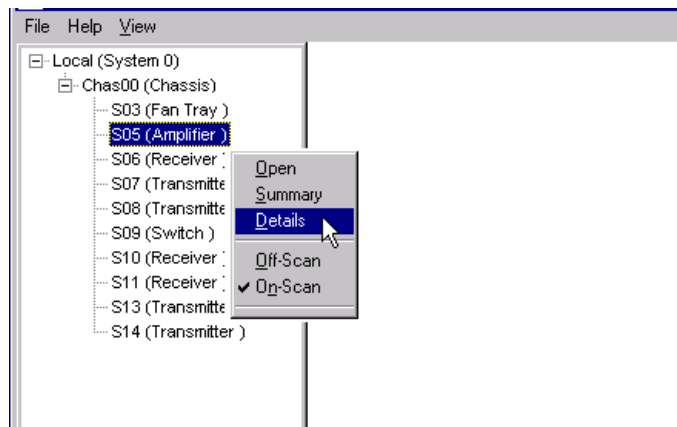 File Help View
Local (System 0)
Chas00 (Chassis)
S03 (Fan Tray )
S05 (Amplifier )
S06 (Receiver
S07 (Transmitte
S08 (Transmitte
S09 (Switch )
S10 (Receiver
S11 (Receiver
S13 (Transmitte
S14 (Transmitter )
Open
Summary
Details
Off-Scan
On-Scan